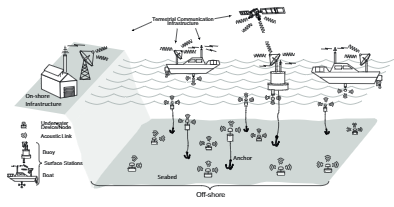 Terrestrial Communication
Infrastructure
On-shore
Infrastructure
Underwater
Device/Node
Acoustic Link
Buoy
Surface Stations
Boat
Anchor
Seabed
Off-shore